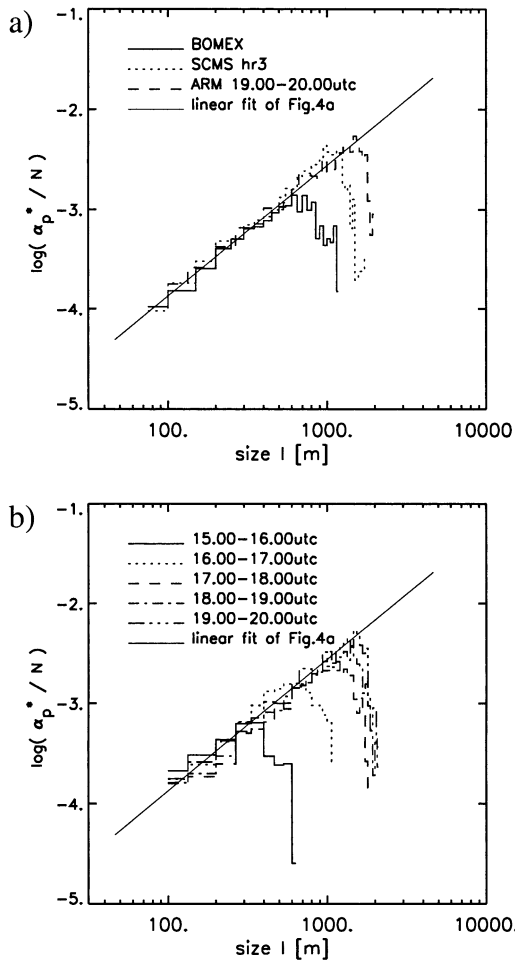 a)
-1.
BOMEX
SCMS hr3
ARM 19.00-20.00utc
linear fit of Fig.4a
-2.
-3.
-4.
-5.
log( αp* / N )
100. 1000. 10000.
size l [m]
b)
-1.
15.00-16.00utc
16.00-17.00utc
17.00-18.00utc
18.00-19.00utc
19.00-20.00utc
linear fit of Fig.4a
-2.
-3.
-4.
-5.
log( αp* / N )
100. 1000. 10000.
size l [m]